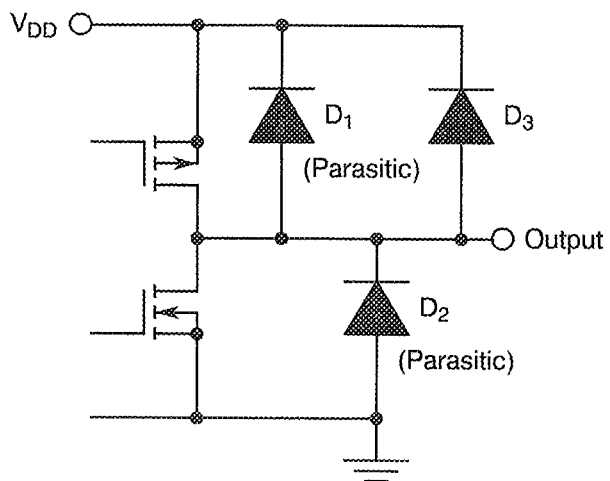 VDD
D1
D3
(Parasitic)
Output
D2
(Parasitic)